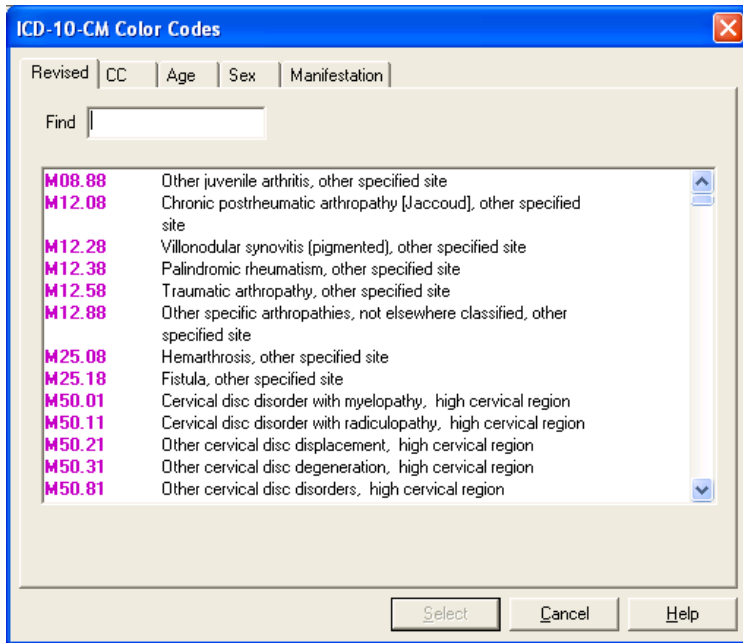 ICD-10-CM Color Codes
Revised CC Age Sex Manifestation
Find
M08.88 Other juvenile arthritis, other specified site
M12.08 Chronic postrheumatic arthropathy [Jaccoud], other specified
site
M12.28 Villonodular synovitis (pigmented), other specified site
M12.38 Palindromic rheumatism, other specified site
M12.58 Traumatic arthropathy, other specified site
M12.88 Other specific arthropathies, not elsewhere classified, other
specified site
M25.08 Hemarthrosis, other specified site
M25.18 Fistula, other specified site
M50.01 Cervical disc disorder with myelopathy, high cervical region
M50.11 Cervical disc disorder with radiculopathy, high cervical region
M50.21 Other cervical disc displacement, high cervical region
M50.31 Other cervical disc degeneration, high cervical region
M50.81 Other cervical disc disorders, high cervical region
Select Cancel Help